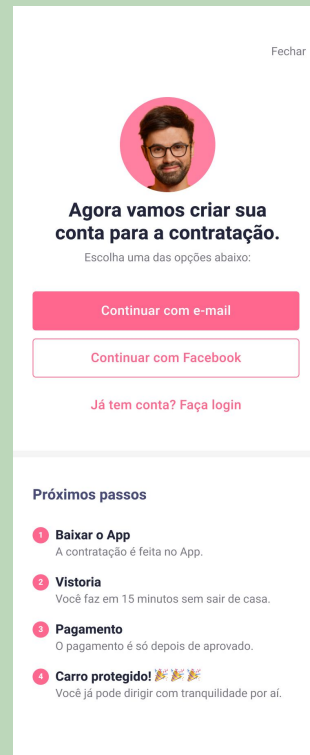 Fechar
Agora vamos criar sua
conta para a contratação.
Escolha uma das opções abaixo:
Continuar com e-mail
Continuar com Facebook
Já tem conta? Faça login
Próximos passos
1 Baixar o App
A contratação é feita no App.
2 Vistoria
Você faz em 15 minutos sem sair de casa.
3 Pagamento
O pagamento é só depois de aprovado.
4 Carro protegido! 🎉 🎉 🎉
Você já pode dirigir com tranquilidade por aí.